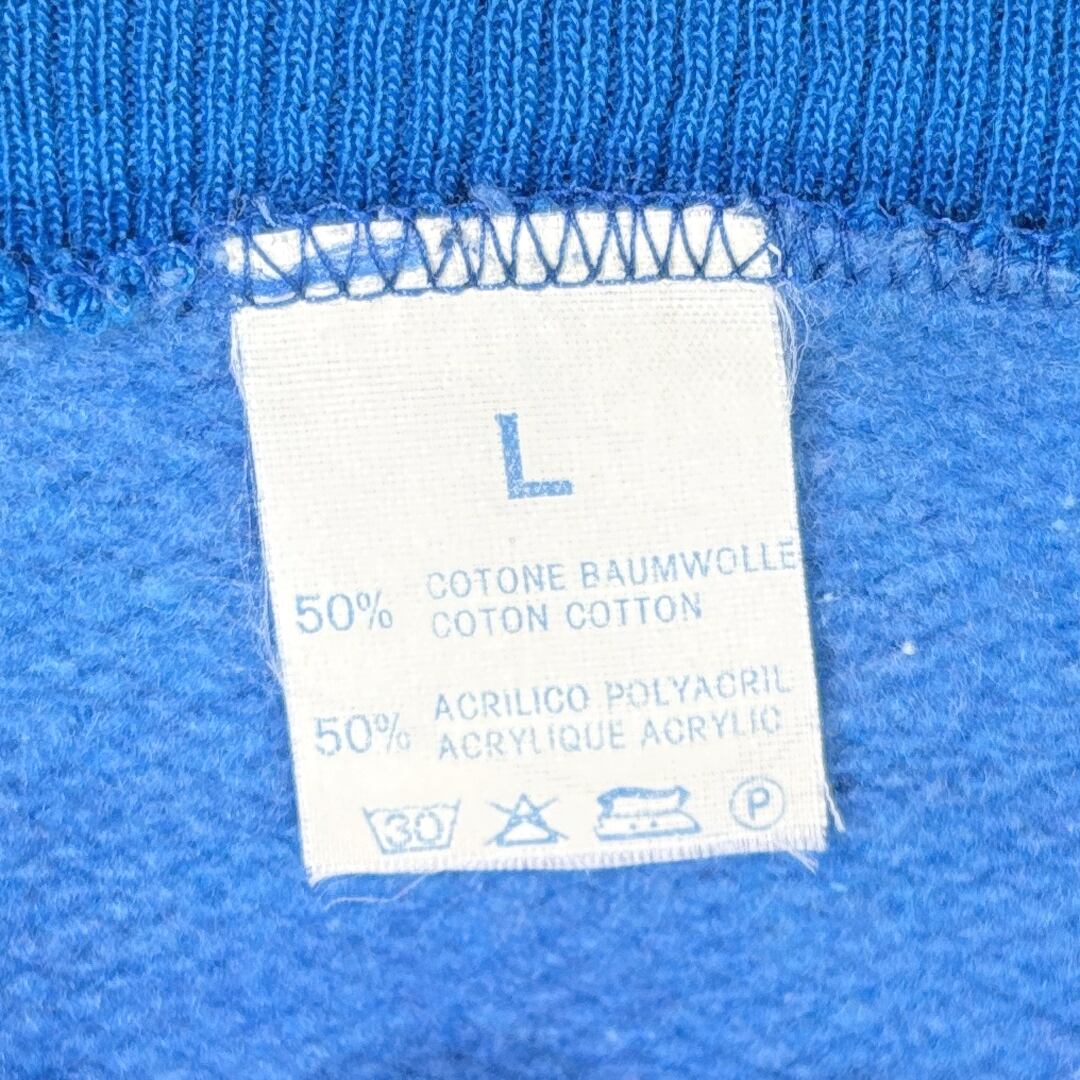 L
50% COTONE BAUMWOLLE
COTON COTTON
50% ACRILICO POLYACRIL
ACRYLIQUE ACRYLIC
30 P